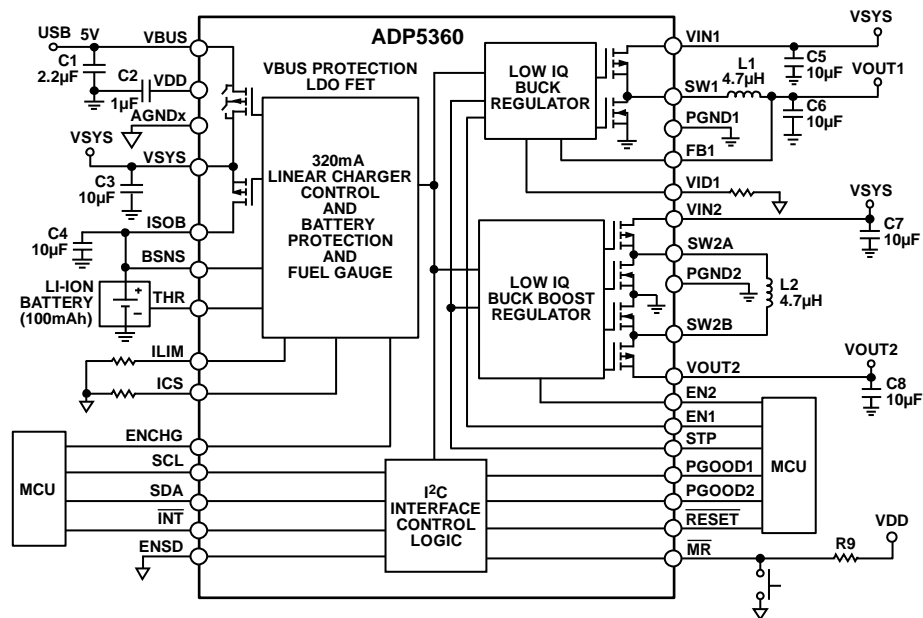 ADP5360
USB 5V
VBUS
C1
2.2µF
C2
1µF
VDD
AGNDx
VSYS
VSYS
C3
10µF
ISOB
C4
10µF
BSNS
LI-ION
BATTERY
(100mAh)
THR
ILIM
ICS
MCU
ENCHG
SCL
SDA
INT
ENSD
VBUS PROTECTION
LDO FET
320mA
LINEAR CHARGER
CONTROL
AND
BATTERY
PROTECTION
AND
FUEL GAUGE
LOW IQ
BUCK
REGULATOR
LOW IQ
BUCK BOOST
REGULATOR
I2C
INTERFACE
CONTROL
LOGIC
VIN1
VSYS
C5
10µF
SW1
L1
4.7µH
VOUT1
C6
10µF
PGND1
FB1
VID1
VSYS
VIN2
C7
10µF
SW2A
PGND2
L2
4.7µH
SW2B
VOUT2
VOUT2
C8
10µF
EN2
EN1
STP
PGOOD1
PGOOD2
RESET
MCU
MR
R9
VDD